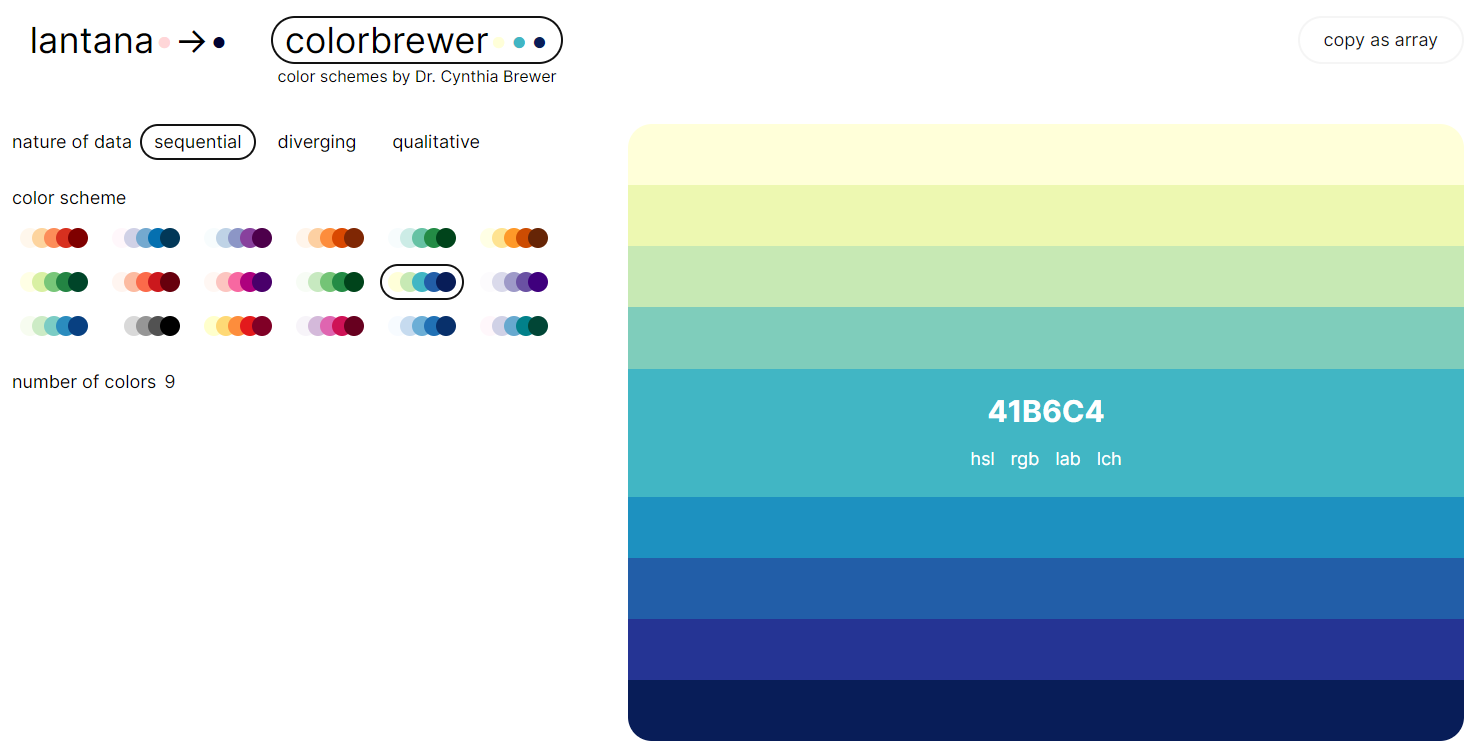 lantana → colorbrewer
color schemes by Dr. Cynthia Brewer
copy as array
nature of data sequential diverging qualitative
color scheme
number of colors 9
41B6C4
hsl rgb lab lch